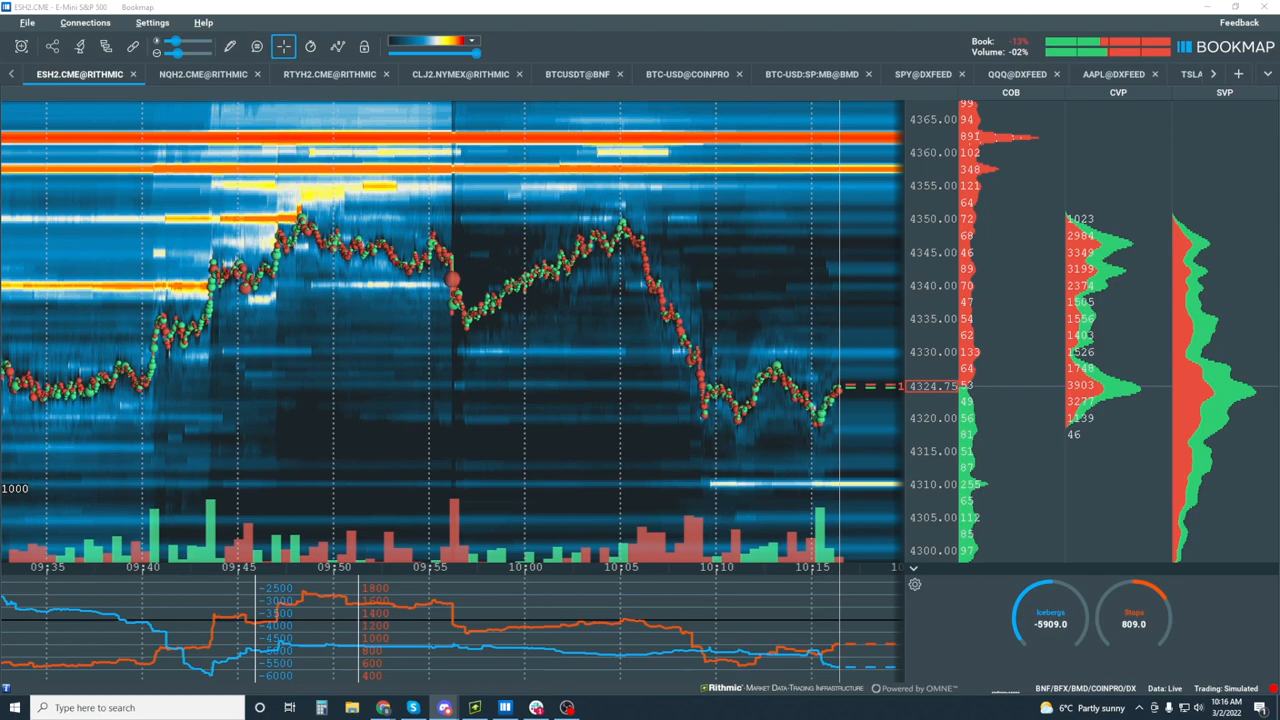 ESH2.CME - E-Mini S&P 500 Bookmap
File Connections Settings Help Feedback
Book: -13%
Volume: -02%
BOOKMAP
ESH2.CME@RITHMIC × NQH2.CME@RITHMIC × RTYH2.CME@RITHMIC × CLJ2.NYMEX@RITHMIC × BTCUSDT@BNF × BTC-USD@COINPRO × BTC-USD:SP:MB@BMD × SPY@DXFEED × QQQ@DXFEED × AAPL@DXFEED × TSLA
COB CVP SVP
99
4365.00 94
891
4360.00 102
348
4355.00 121
64
4350.00 72 1023
68 2984
4345.00 46 3349
89 3199
4340.00 70 2374
47 1505
4335.00 54 1556
62 1403
4330.00 133 1526
64 1748
1 4324.75 53 3903
49 3277
4320.00 56 1139
81 46
4315.00 51
87
4310.00 255
65
4305.00 112
85
4300.00 97
1000
09:35 09:40 09:45 09:50 09:56 10:00 10:05 10:10 10:15 10
-2500 1800
-3000 1600
-3500 1400
-4000 1200
-4500 1000
-5000 800
-5500 600
-6000 400
Icebergs
-5909.0
Stops
809.0
Rithmic - MARKET DATA-TRADING INFRASTRUCTURE Powered by OMNE™ BNF/BFX/BMD/COINPRO/DX Data: Live Trading: Simulated
Type here to search
6°C Partly sunny
10:16 AM
3/2/2022
1